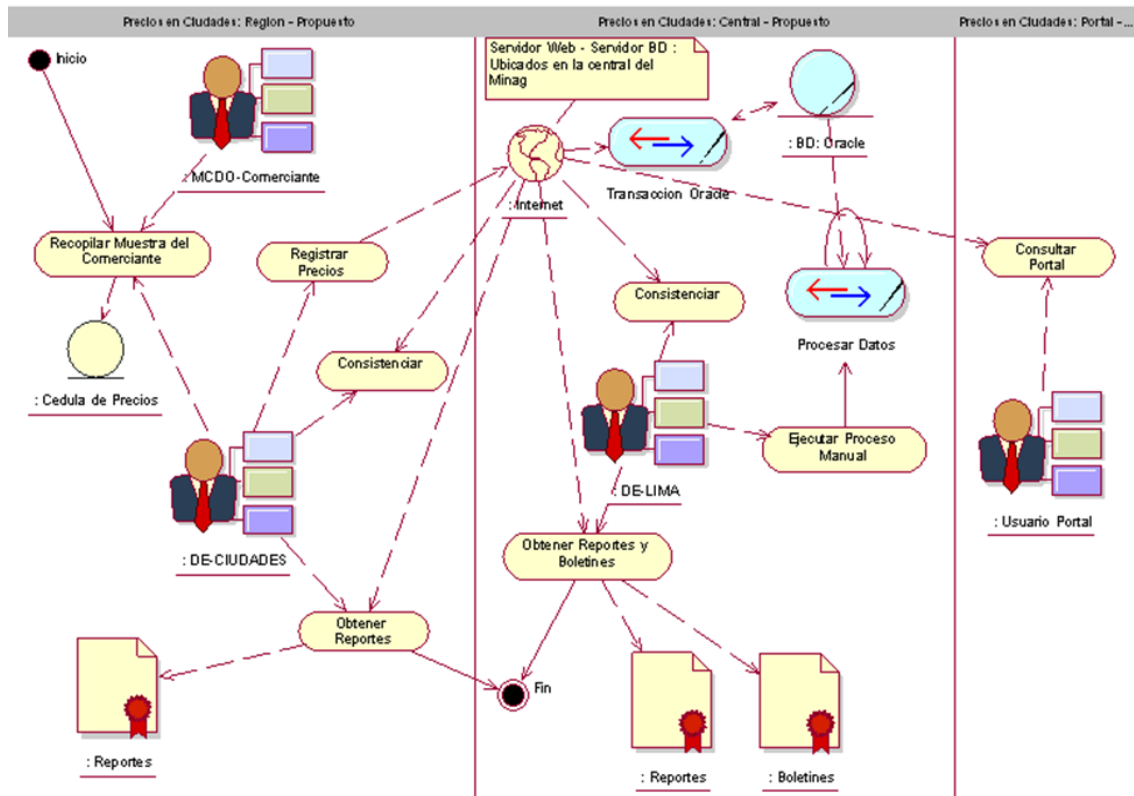 Precios en Ciudades: Region - Propuesto
Precios en Ciudades: Central - Propuesto
Precios en Ciudades: Portal -...
Inicio
: MCDO-Comerciante
Recopilar Muestra del
Comerciante
: Cedula de Precios
Registrar
Precios
Consistenciar
: DE-CIUDADES
Obtener
Reportes
: Reportes
Servidor Web - Servidor BD :
Ubicados en la central del
Minag
: Internet
Transaccion Oracle
: BD: Oracle
Consistenciar
Procesar Datos
: DE-LIMA
Ejecutar Proceso
Manual
Obtener Reportes y
Boletines
Fin
: Reportes
: Boletines
Consultar
Portal
: Usuario Portal